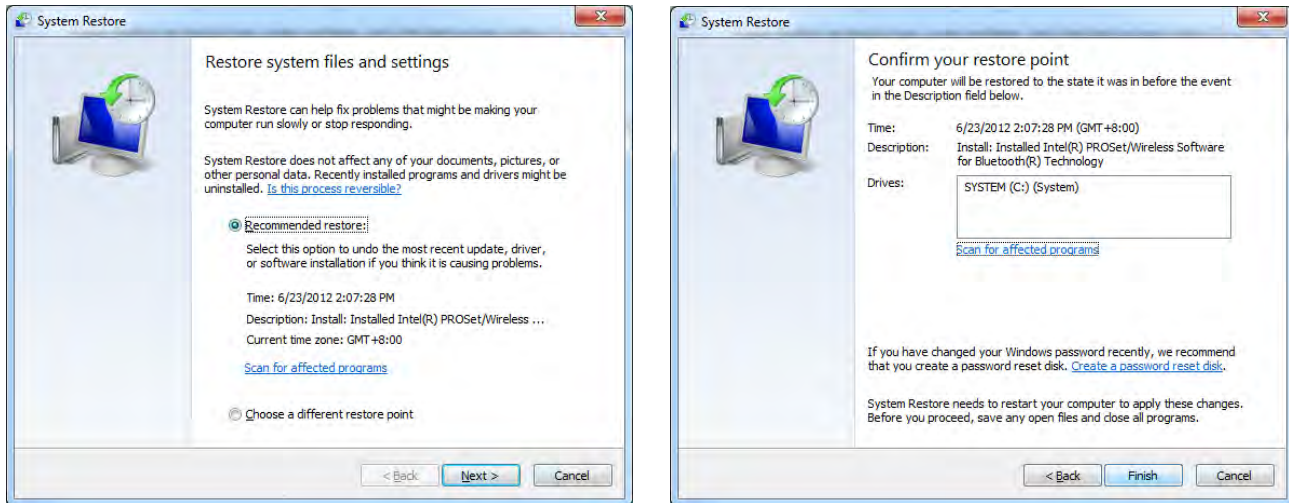 System Restore
Restore system files and settings
System Restore can help fix problems that might be making your
computer run slowly or stop responding.
System Restore does not affect any of your documents, pictures, or
other personal data. Recently installed programs and drivers might be
uninstalled. Is this process reversible?
Recommended restore:
Select this option to undo the most recent update, driver,
or software installation if you think it is causing problems.
Time: 6/23/2012 2:07:28 PM
Description: Install: Installed Intel(R) PROSet/Wireless ...
Current time zone: GMT+8:00
Scan for affected programs
Choose a different restore point
< Back Next > Cancel
System Restore
Confirm your restore point
Your computer will be restored to the state it was in before the event
in the Description field below.
Time: 6/23/2012 2:07:28 PM (GMT+8:00)
Description: Install: Installed Intel(R) PROSet/Wireless Software
for Bluetooth(R) Technology
Drives: SYSTEM (C:) (System)
Scan for affected programs
If you have changed your Windows password recently, we recommend
that you create a password reset disk. Create a password reset disk.
System Restore needs to restart your computer to apply these changes.
Before you proceed, save any open files and close all programs.
< Back Finish Cancel